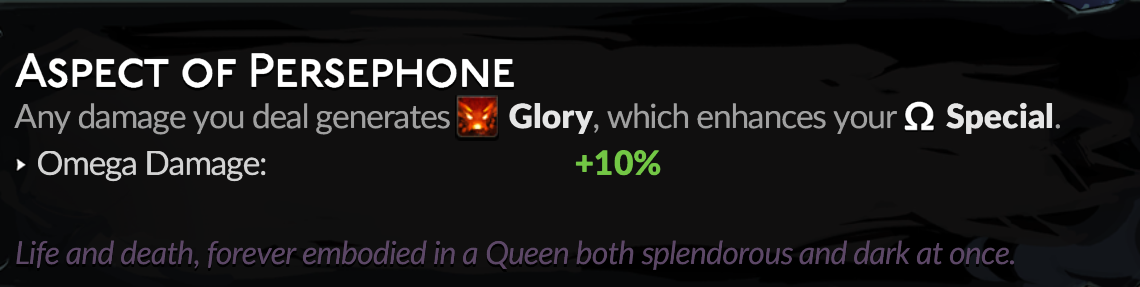 ASPECT OF PERSEPHONE
Any damage you deal generates Glory, which enhances your Ω Special.
▸ Omega Damage: +10%
Life and death, forever embodied in a Queen both splendorous and dark at once.